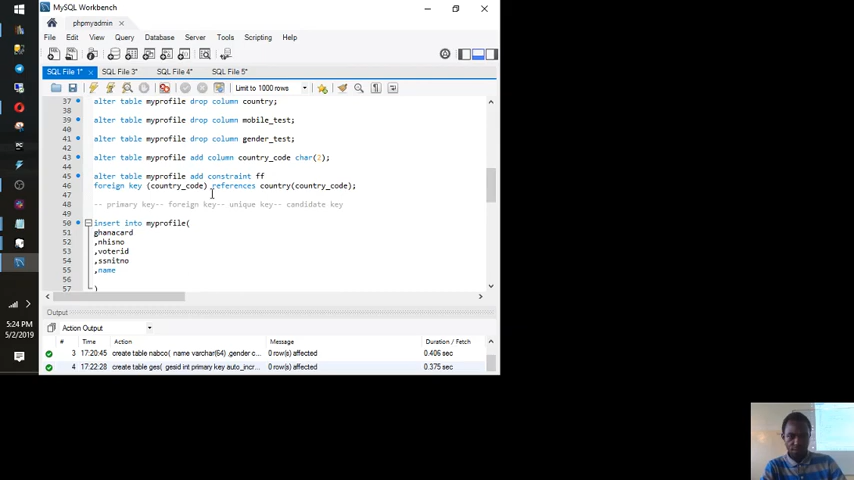 MySQL Workbench
phpmyadmin ×
File Edit View Query Database Server Tools Scripting Help
SQL File 1* × SQL File 3* SQL File 4* SQL File 5*
Limit to 1000 rows
37 alter table myprofile drop column country;
38
39 alter table myprofile drop column mobile_test;
40
41 alter table myprofile drop column gender_test;
42
43 alter table myprofile add column country_code char(2);
44
45 alter table myprofile add constraint ff
46 foreign key (country_code) references country(country_code);
47
48 -- primary key-- foreign key-- unique key-- candidate key
49
50 insert into myprofile(
51 ghanacard
52 ,nhisno
53 ,voterid
54 ,ssnitno
55 ,name
56
57 )
Output
Action Output
# Time Action Message Duration / Fetch
3 17:20:45 create table nabco( name varchar(64) ,gender c... 0 row(s) affected 0.406 sec
4 17:22:28 create table ges( gesid int primary key auto_incr... 0 row(s) affected 0.375 sec
5:24 PM
5/2/2019